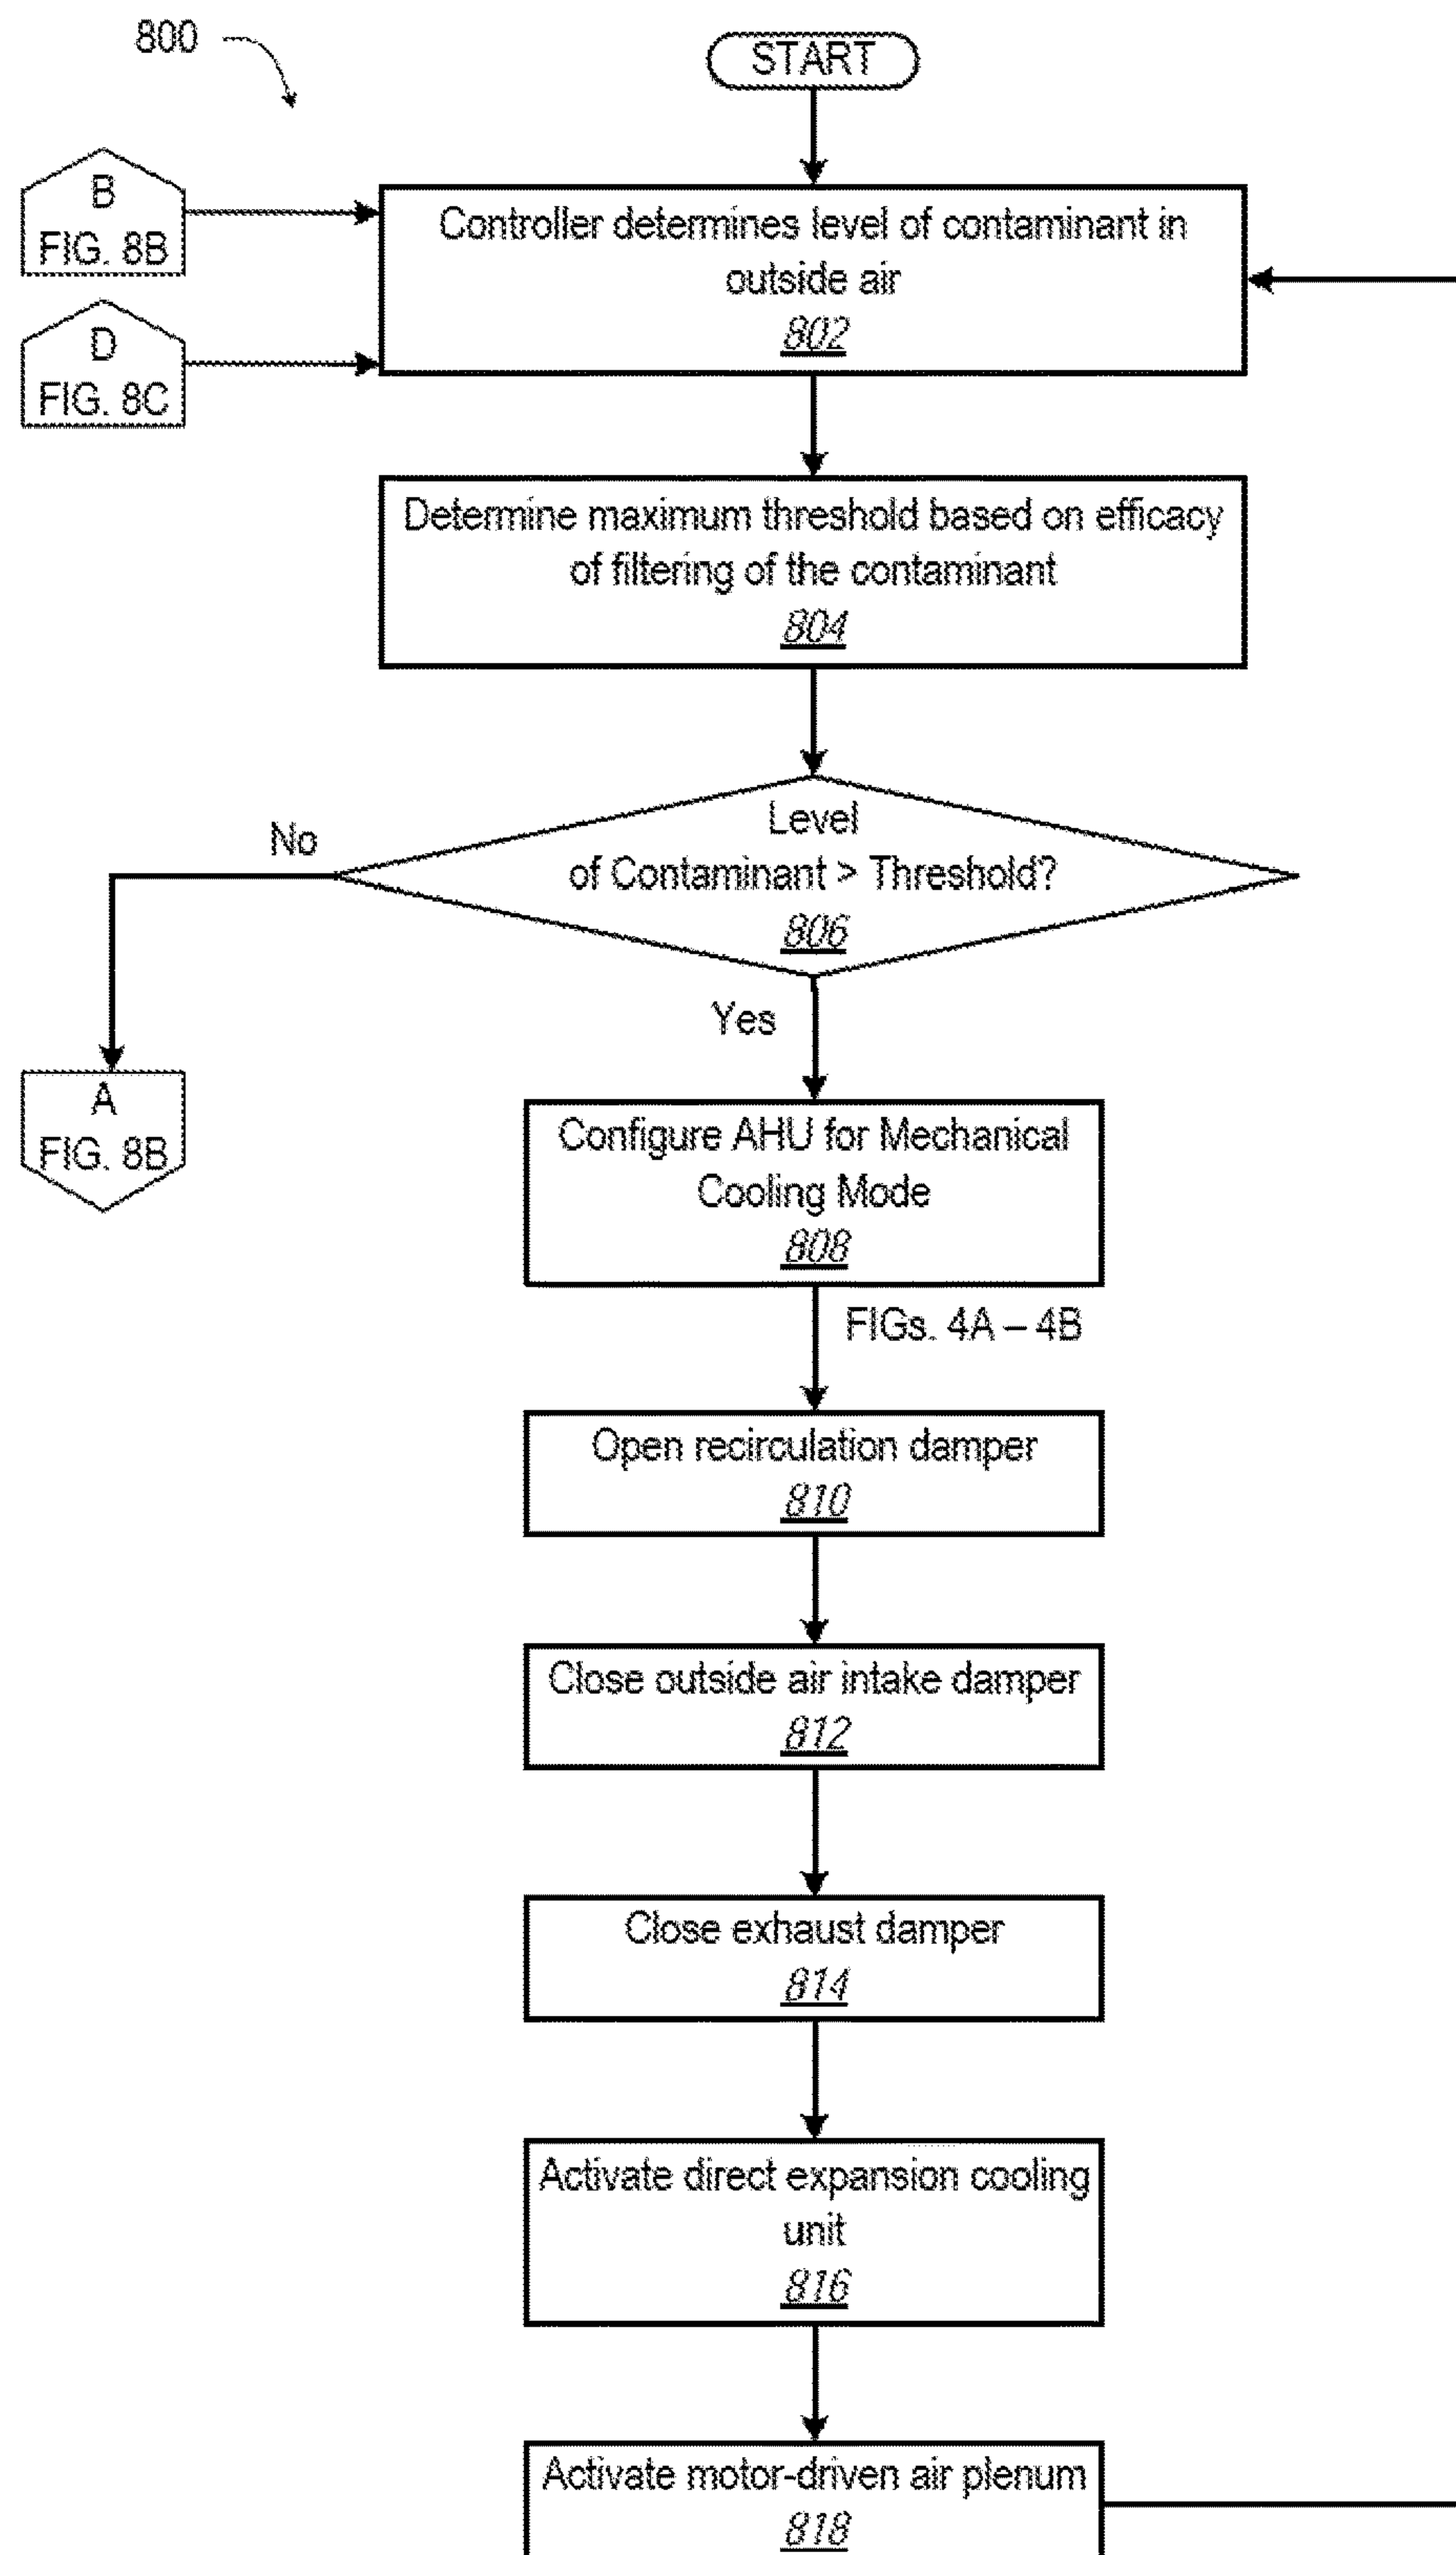 800
START
B
FIG. 8B
Controller determines level of contaminant in
outside air
802
D
FIG. 8C
Determine maximum threshold based on efficacy
of filtering of the contaminant
804
Level
of Contaminant > Threshold?
806
No
Yes
A
FIG. 8B
Configure AHU for Mechanical
Cooling Mode
808
FIGs. 4A – 4B
Open recirculation damper
810
Close outside air intake damper
812
Close exhaust damper
814
Activate direct expansion cooling
unit
816
Activate motor-driven air plenum
818